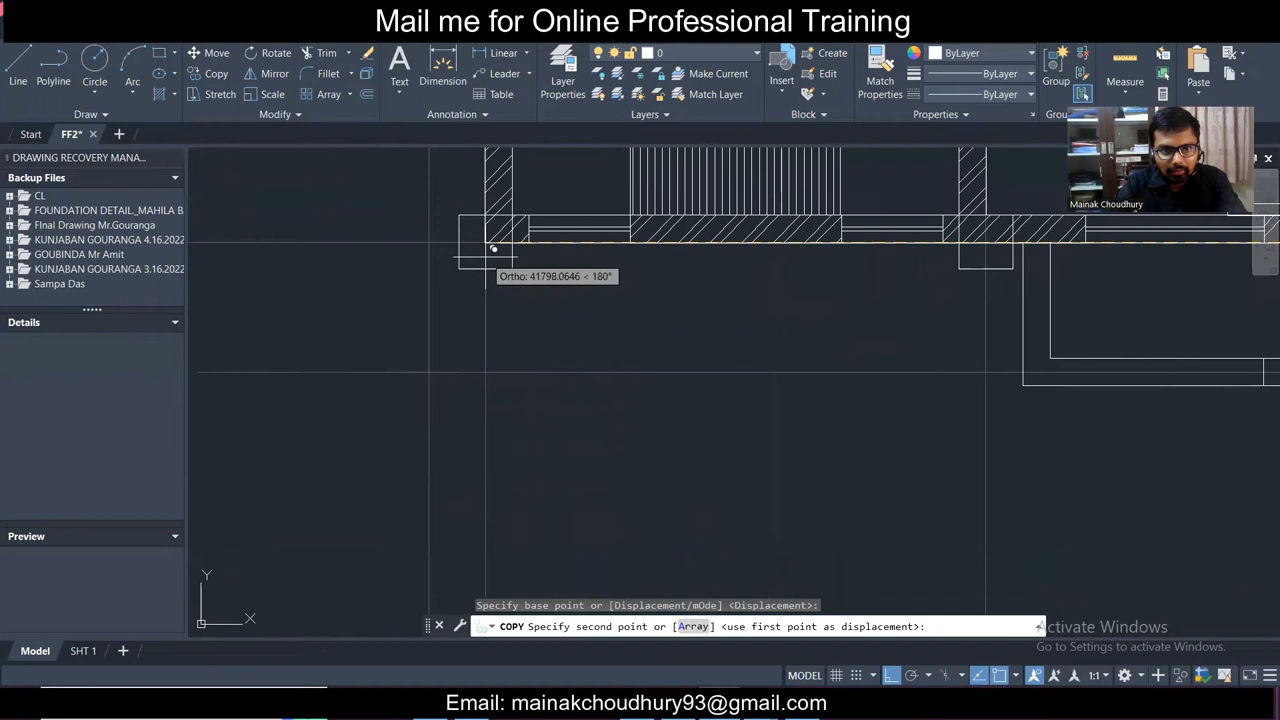 Mail me for Online Professional Training
Line
Polyline
Circle
Arc
Move
Rotate
Trim
Copy
Mirror
Fillet
Stretch
Scale
Array
Text
Dimension
Linear
Leader
Table
Layer
Properties
0
Make Current
Match Layer
Insert
Create
Edit
Match
Properties
ByLayer
ByLayer
ByLayer
Group
Measure
Paste
Draw
Modify
Annotation
Layers
Block
Properties
Start
FF2*
DRAWING RECOVERY MANA...
Backup Files
CL
FOUNDATION DETAIL_MAHILA B
FInal Drawing Mr.Gouranga
KUNJABAN GOURANGA 4.16.2022
GOUBINDA Mr Amit
KUNJABAN GOURANGA 3.16.2022
Sampa Das
Details
Preview
Mainak Choudhury
Ortho: 41798.0646 < 180°
Y
X
Specify base point or [Displacement/mOde] <Displacement>:
COPY Specify second point or [Array] <use first point as displacement>:
Activate Windows
Go to Settings to activate Windows.
Model
SHT 1
MODEL
1:1
Email: mainakchoudhury93@gmail.com